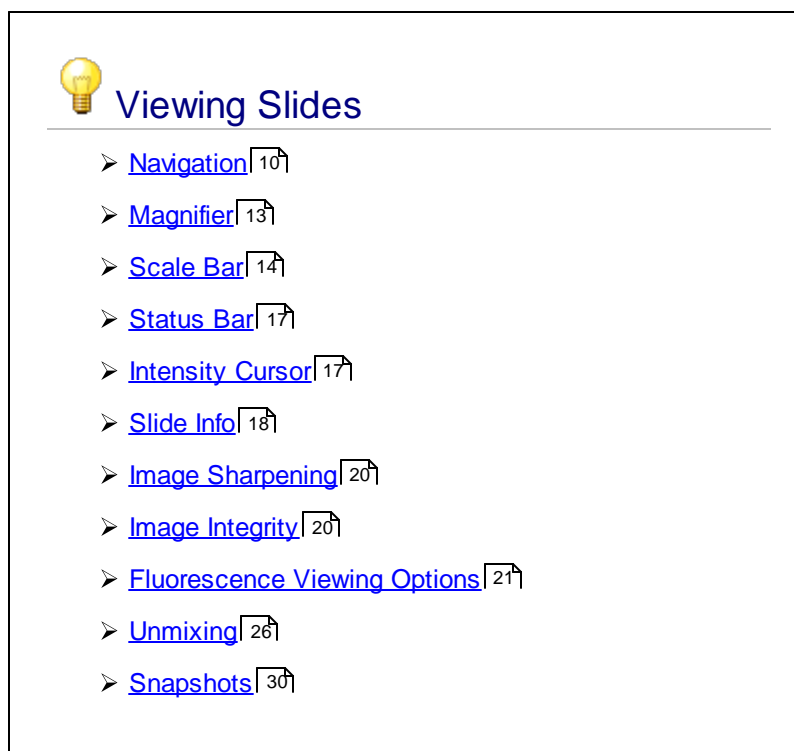 Viewing Slides
➢ Navigation 10
➢ Magnifier 13
➢ Scale Bar 14
➢ Status Bar 17
➢ Intensity Cursor 17
➢ Slide Info 18
➢ Image Sharpening 20
➢ Image Integrity 20
➢ Fluorescence Viewing Options 21
➢ Unmixing 26
➢ Snapshots 30